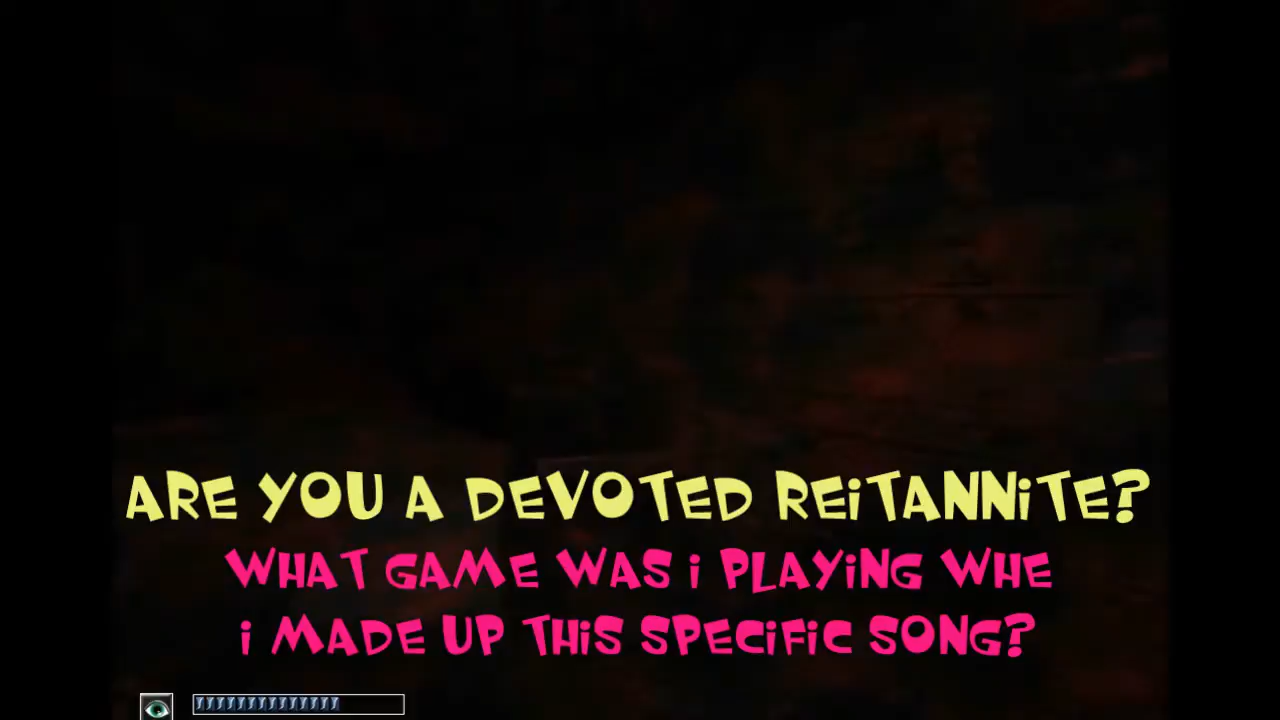 ARE YOU A DEVOTED REiTANNiTE?
WHAT GAME WAS i PLAYiNG WHE
i MADE UP THiS SPECiFiC SONG?